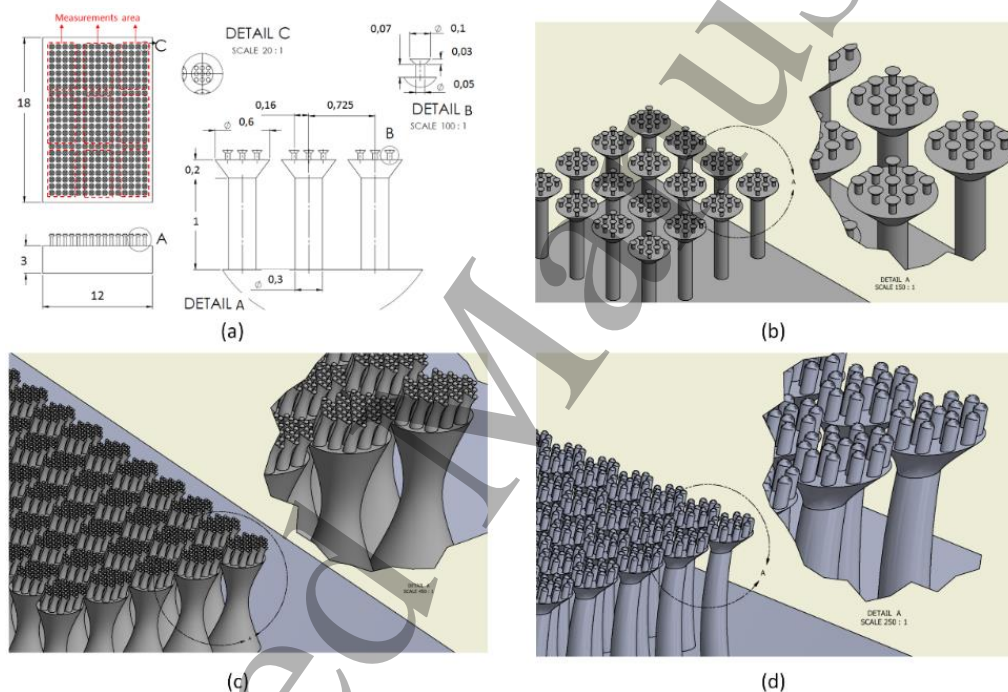 Measurements area
C
18
A
3
12
DETAIL C
SCALE 20 : 1
0,16
0,725
∅ 0,6
B
0,2
1
∅ 0,3
DETAIL A
0,07
∅ 0,1
0,03
∅ 0,05
DETAIL B
SCALE 100 : 1
(a)
A
DETAIL A
SCALE 150 : 1
(b)
A
DETAIL A
(c)
A
DETAIL A
SCALE 250 : 1
(d)